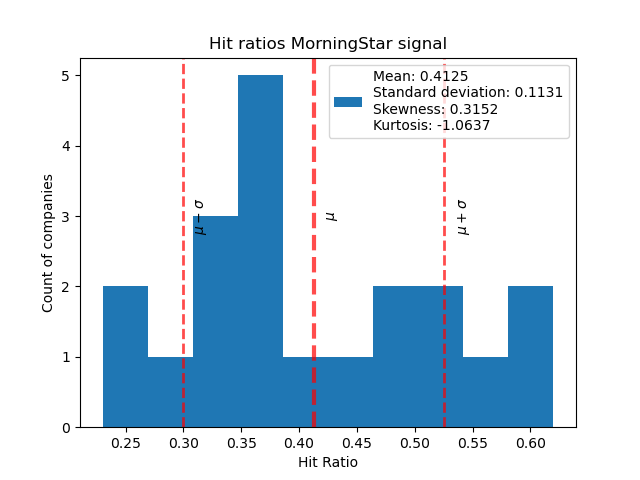 Hit ratios MorningStar signal
Mean: 0.4125
Standard deviation: 0.1131
Skewness: 0.3152
Kurtosis: -1.0637
Count of companies
5
4
3
2
1
0
μ − σ
μ
μ + σ
0.25 0.30 0.35 0.40 0.45 0.50 0.55 0.60
Hit Ratio